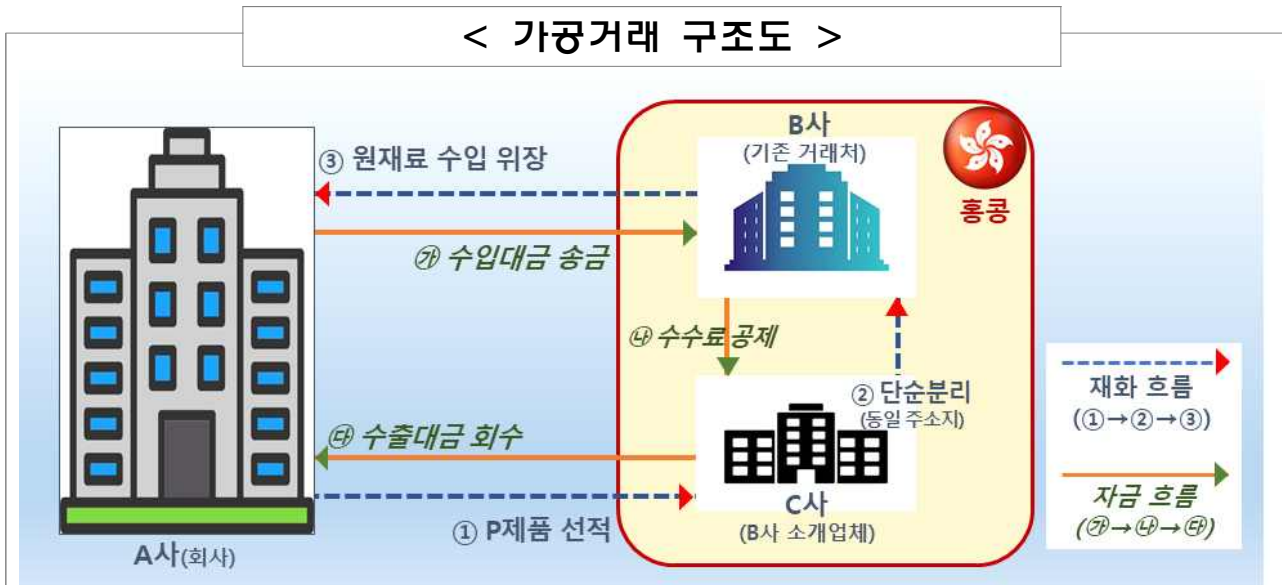 < 가공거래 구조도 >
B사
(기존 거래처)
홍콩
③ 원재료 수입 위장
㉮ 수입대금 송금
㉯ 수수료 공제
② 단순분리
(동일 주소지)
㉰ 수출대금 회수
① P제품 선적
C사
(B사 소개업체)
A사(회사)
재화 흐름
(①→②→③)
자금 흐름
(㉮→㉯→㉰)